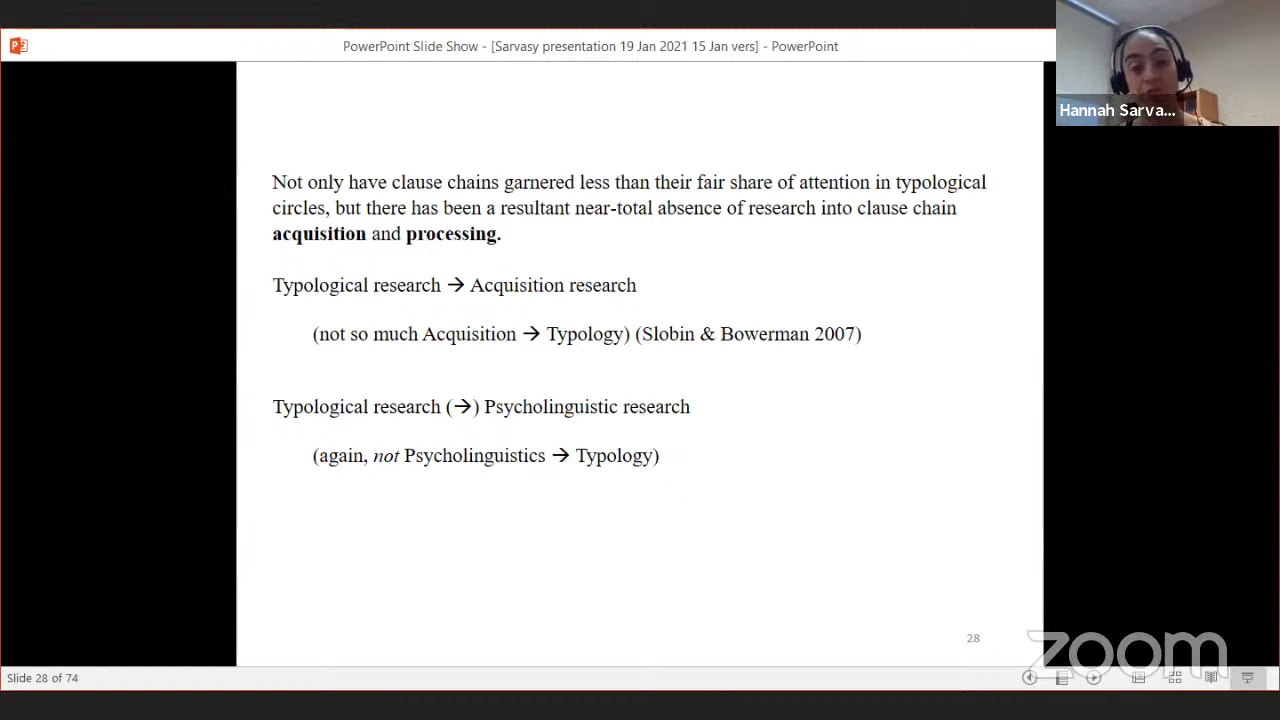 PowerPoint Slide Show - [Sarvasy presentation 19 Jan 2021 15 Jan vers] - PowerPoint
Hannah Sarva...
Not only have clause chains garnered less than their fair share of attention in typological
circles, but there has been a resultant near-total absence of research into clause chain
acquisition and processing.
Typological research → Acquisition research
(not so much Acquisition → Typology) (Slobin & Bowerman 2007)
Typological research (→) Psycholinguistic research
(again, not Psycholinguistics → Typology)
28
zoom
Slide 28 of 74